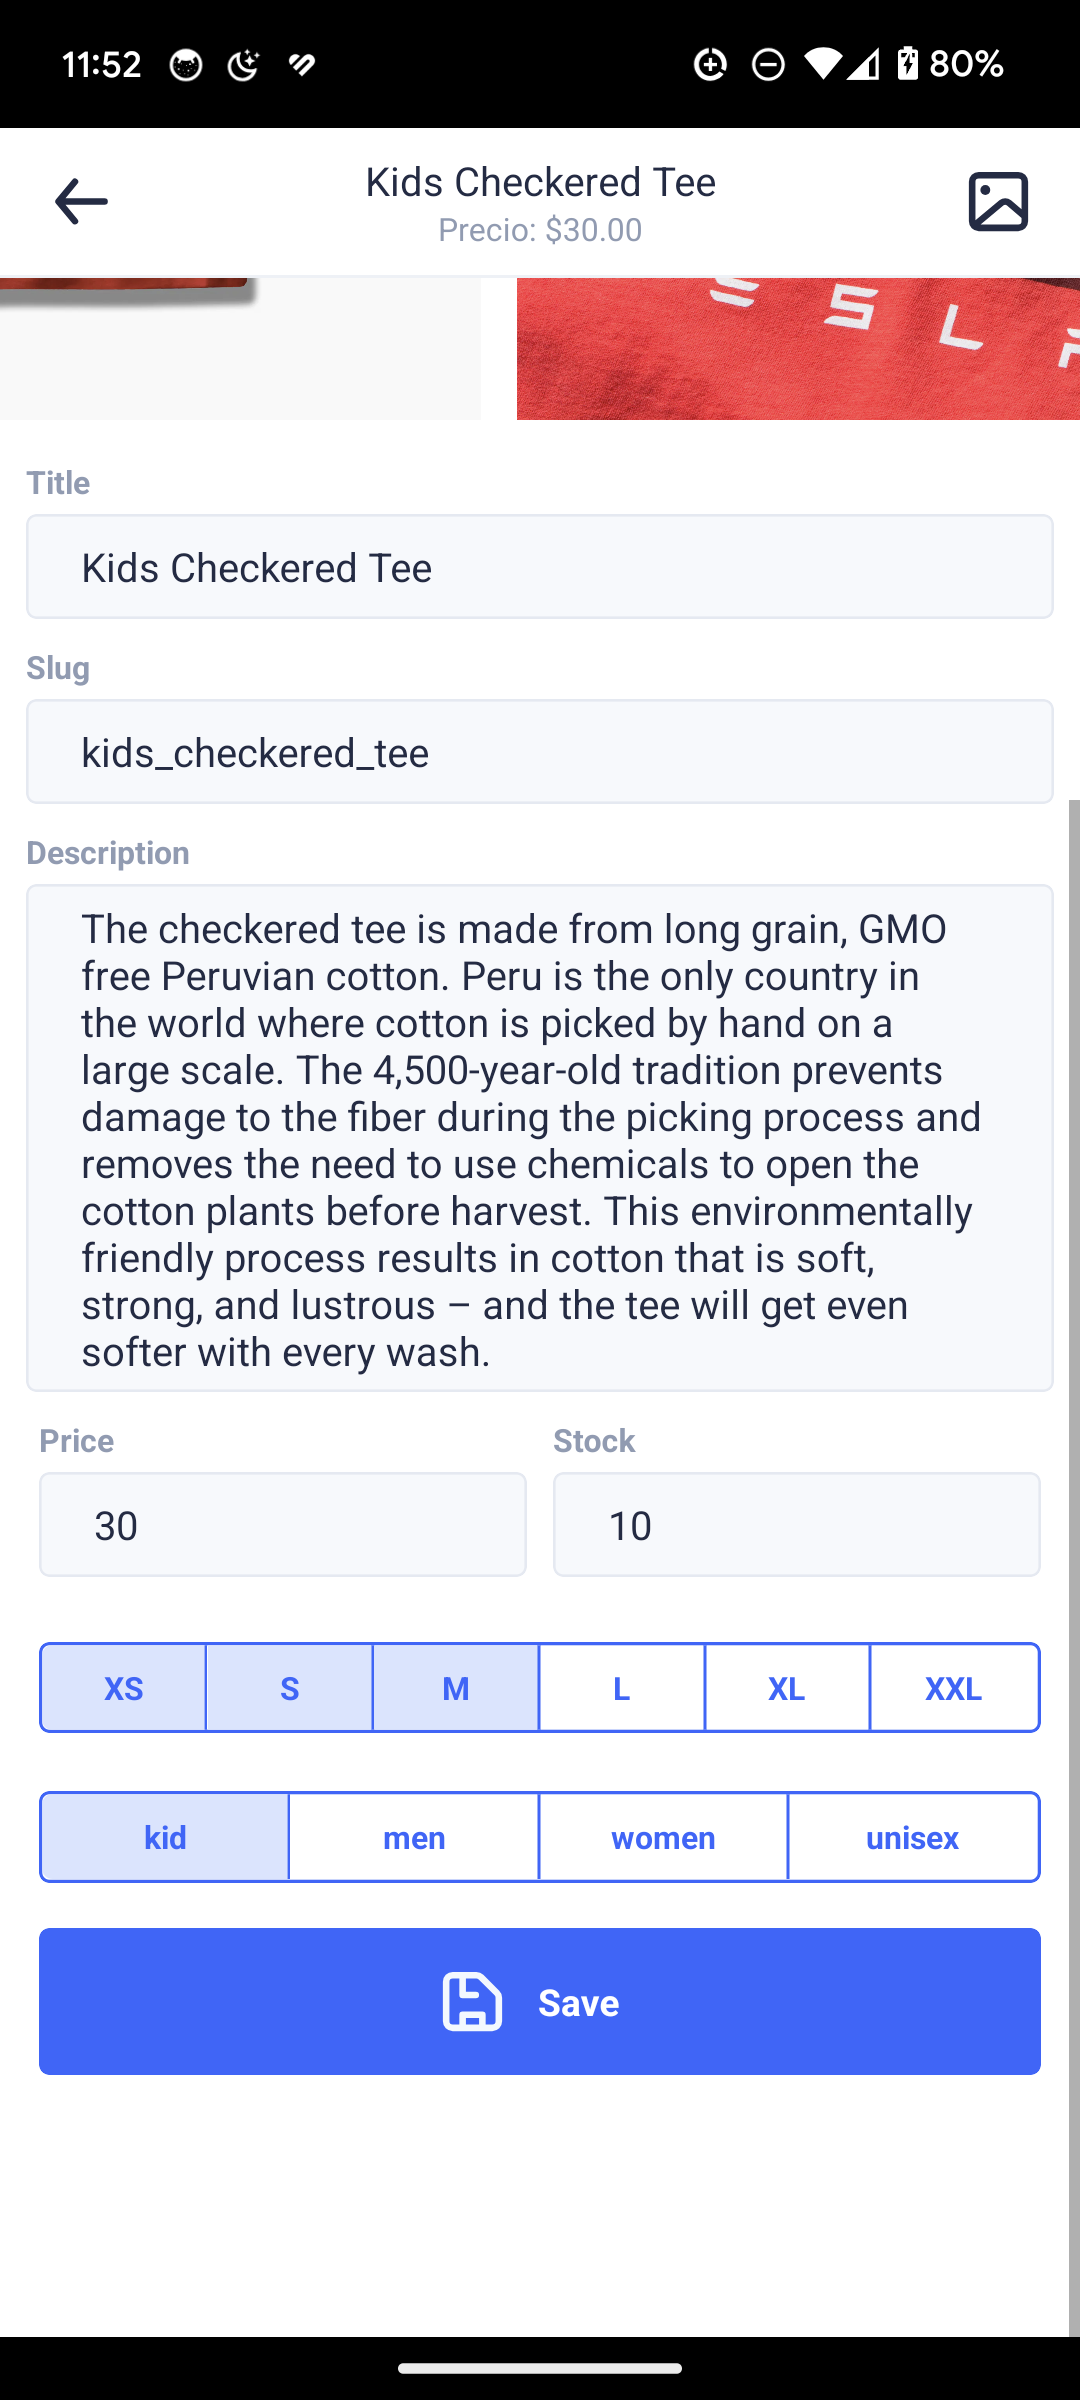 11:52
80%
Kids Checkered Tee
Precio: $30.00
S L
Title
Kids Checkered Tee
Slug
kids_checkered_tee
Description
The checkered tee is made from long grain, GMO
free Peruvian cotton. Peru is the only country in
the world where cotton is picked by hand on a
large scale. The 4,500-year-old tradition prevents
damage to the fiber during the picking process and
removes the need to use chemicals to open the
cotton plants before harvest. This environmentally
friendly process results in cotton that is soft,
strong, and lustrous – and the tee will get even
softer with every wash.
Price
Stock
30
10
XS S M L XL XXL
kid men women unisex
Save